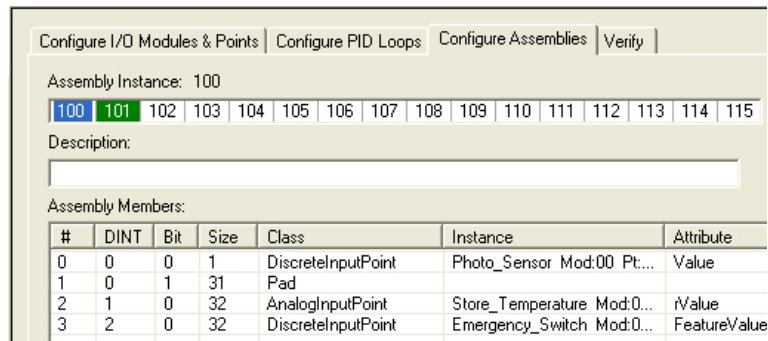 Configure I/O Modules & Points Configure PID Loops Configure Assemblies Verify
Assembly Instance: 100
100 101 102 103 104 105 106 107 108 109 110 111 112 113 114 115
Description:
Assembly Members:
# DINT Bit Size Class Instance Attribute
0 0 0 1 DiscreteInputPoint Photo_Sensor Mod:00 Pt:... Value
1 0 1 31 Pad
2 1 0 32 AnalogInputPoint Store_Temperature Mod:0... rValue
3 2 0 32 DiscreteInputPoint Emergency_Switch Mod:0... FeatureValue